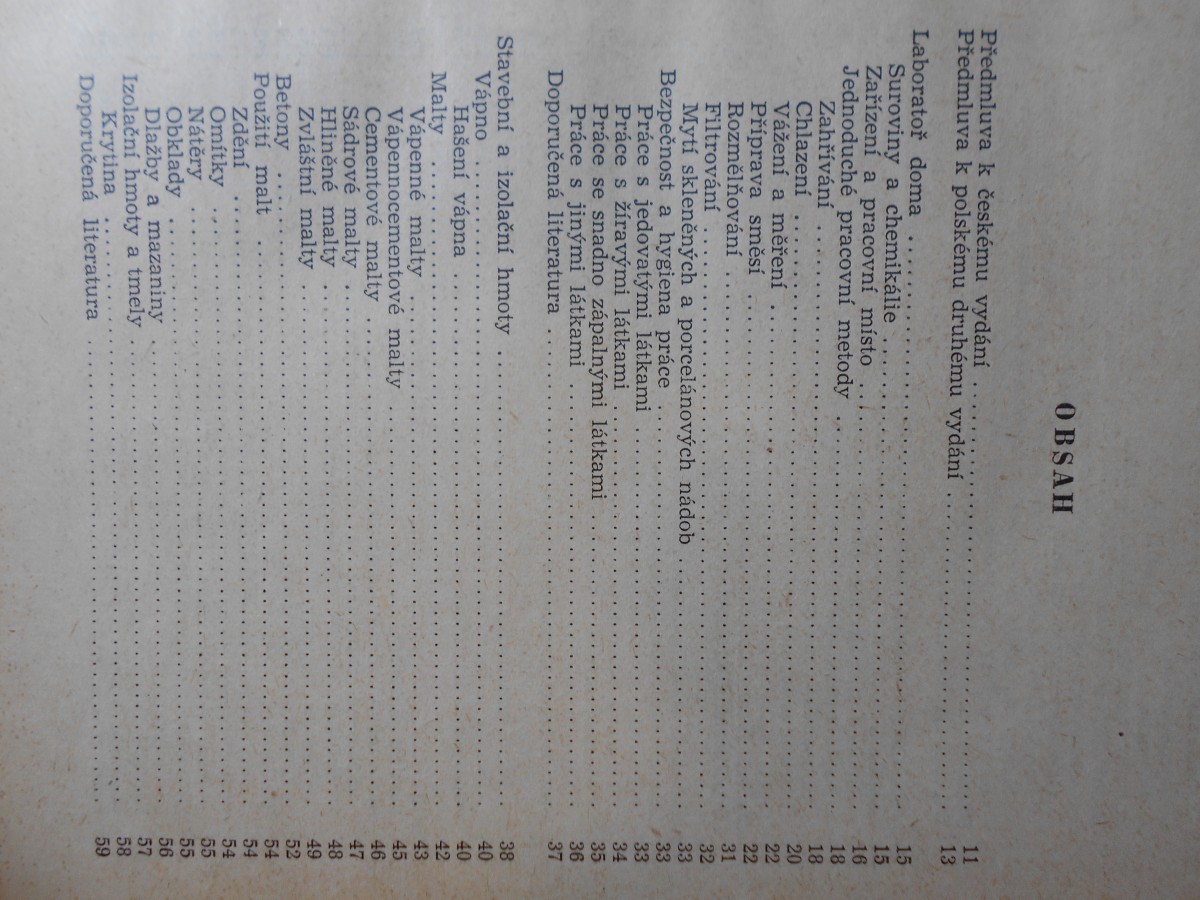 OBSAH
Předmluva k českému vydání . . . . . . . . . . 11
Předmluva k polskému druhému vydání . . . . . . . . . . 13
Laboratoř doma . . . . . . . . . . 15
Suroviny a chemikálie . . . . . . . . . . 15
Zařízení a pracovní místo . . . . . . . . . . 16
Jednoduché pracovní metody . . . . . . . . . . 18
Zahřívání . . . . . . . . . . 18
Chlazení . . . . . . . . . . 20
Vážení a měření . . . . . . . . . . 22
Příprava směsí . . . . . . . . . . 22
Rozmělňování . . . . . . . . . . 31
Filtrování . . . . . . . . . . 32
Mytí skleněných a porcelánových nádob . . . . . . . . . . 33
Bezpečnost a hygiena práce . . . . . . . . . . 33
Práce s jedovatými látkami . . . . . . . . . . 33
Práce s žíravými látkami . . . . . . . . . . 34
Práce se snadno zápalnými látkami . . . . . . . . . . 35
Práce s jinými látkami . . . . . . . . . . 36
Doporučená literatura . . . . . . . . . . 37
Stavební a izolační hmoty . . . . . . . . . . 38
Vápno . . . . . . . . . . 40
Hašení vápna . . . . . . . . . . 40
Malty . . . . . . . . . . 42
Vápenné malty . . . . . . . . . . 43
Vápennocementové malty . . . . . . . . . . 45
Cementové malty . . . . . . . . . . 46
Sádrové malty . . . . . . . . . . 47
Hliněné malty . . . . . . . . . . 48
Zvláštní malty . . . . . . . . . . 49
Betony . . . . . . . . . . 52
Použití malt . . . . . . . . . . 54
Zdění . . . . . . . . . . 54
Omítky . . . . . . . . . . 54
Nátěry . . . . . . . . . . 55
Obklady . . . . . . . . . . 55
Dlažby a mazaniny . . . . . . . . . . 56
Izolační hmoty a tmely . . . . . . . . . . 57
Krytina . . . . . . . . . . 58
Doporučená literatura . . . . . . . . . . 59